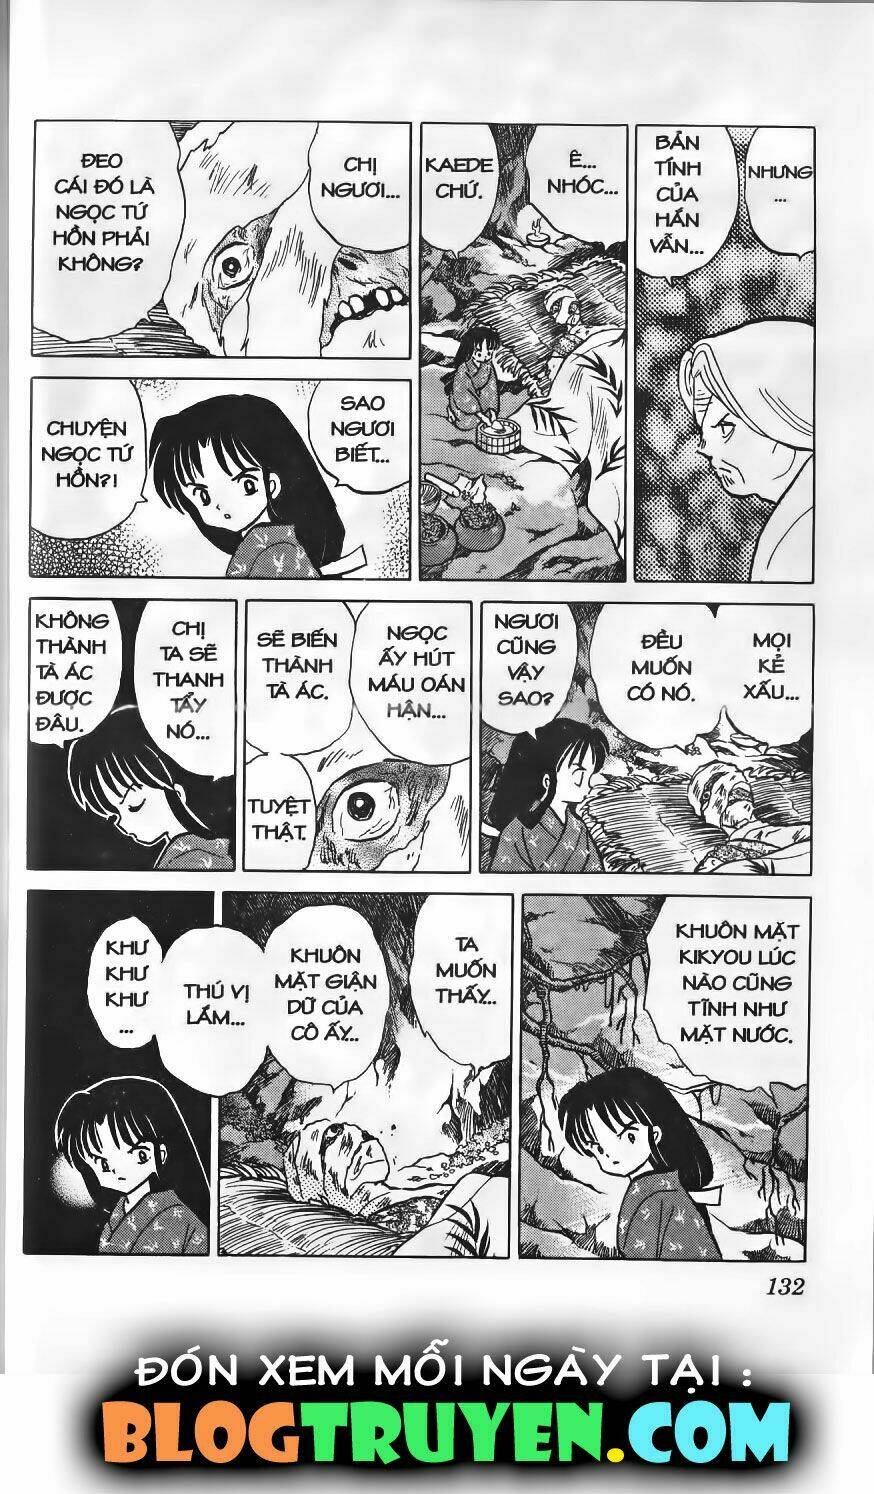 NHƯNG
...
BẢN
TÍNH
CỦA
HẮN
VẪN...
Ê...
NHÓC...
KAEDE
CHỨ.
CHỊ
NGƯƠI...
ĐEO
CÁI ĐÓ LÀ
NGỌC TỨ
HỒN PHẢI
KHÔNG?
SAO
NGƯƠI
BIẾT...
CHUYỆN
NGỌC TỨ
HỒN?!
MỌI
KẺ
XẤU...
ĐỀU
MUỐN
CÓ NÓ.
NGƯƠI
CŨNG
VẬY
SAO?
NGỌC
ẤY HÚT
MÁU OÁN
HẬN...
SẼ BIẾN
THÀNH
TÀ ÁC.
TUYỆT
THẬT.
CHỊ
TA SẼ
THANH
TẨY
NÓ...
KHÔNG
THÀNH
TÀ ÁC
ĐƯỢC
ĐÂU.
KHUÔN MẶT
KIKYOU LÚC
NÀO CŨNG
TĨNH NHƯ
MẶT NƯỚC.
TA
MUỐN
THẤY...
KHUÔN
MẶT GIẬN
DỮ CỦA
CÔ ẤY...
THÚ VỊ
LẮM...
KHƯ
KHƯ
KHƯ
...
132
ĐÓN XEM MỖI NGÀY TẠI :
BLOGTRUYEN.COM